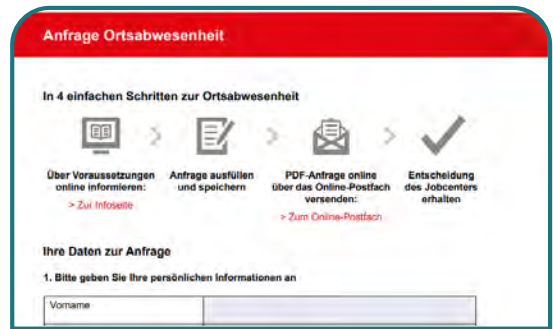 Anfrage Ortsabwesenheit
In 4 einfachen Schritten zur Ortsabwesenheit
Über Voraussetzungen
online informieren:
> Zur Infoseite
Anfrage ausfüllen
und speichern
PDF-Anfrage online
über das Online-Postfach
versenden:
> Zum Online-Postfach
Entscheidung
des Jobcenters
erhalten
Ihre Daten zur Anfrage
1. Bitte geben Sie Ihre persönlichen Informationen an
Vorname